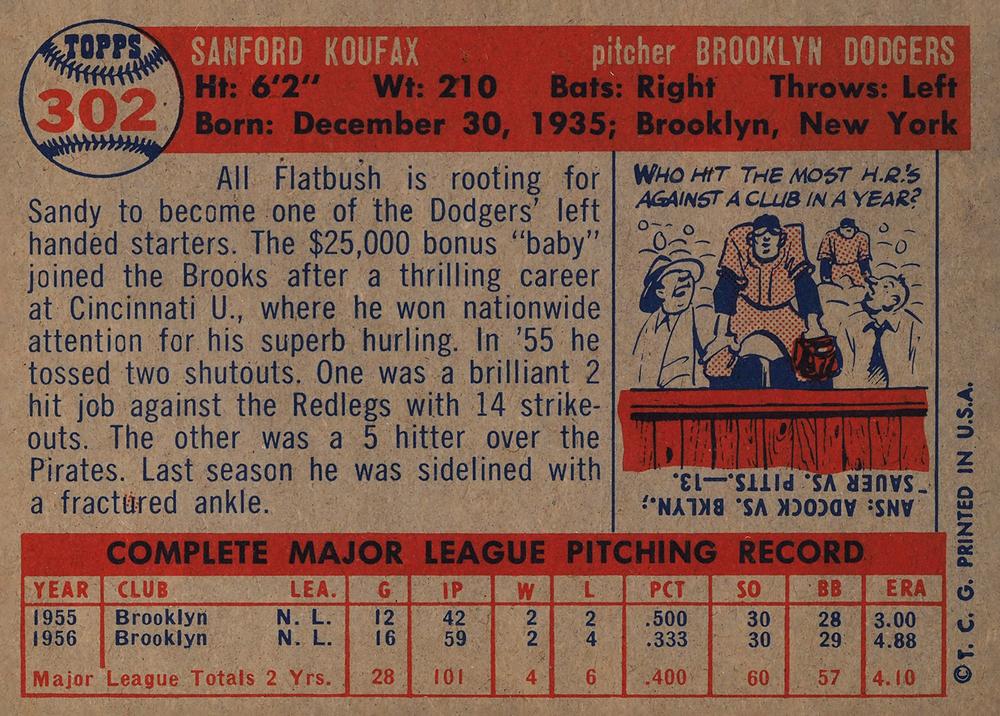 TOPPS
302
SANFORD KOUFAX pitcher BROOKLYN DODGERS
Ht: 6'2" Wt: 210 Bats: Right Throws: Left
Born: December 30, 1935; Brooklyn, New York
All Flatbush is rooting for
Sandy to become one of the Dodgers' left
handed starters. The $25,000 bonus "baby"
joined the Brooks after a thrilling career
at Cincinnati U., where he won nationwide
attention for his superb hurling. In '55 he
tossed two shutouts. One was a brilliant 2
hit job against the Redlegs with 14 strike-
outs. The other was a 5 hitter over the
Pirates. Last season he was sidelined with
a fractured ankle.
WHO HIT THE MOST H.R.'S
AGAINST A CLUB IN A YEAR?
ANS: ADCOCK VS. BKLYN.;
SAUER VS. PITTS.—13.
COMPLETE MAJOR LEAGUE PITCHING RECORD
YEAR CLUB LEA. G IP W L PCT SO BB ERA
1955 Brooklyn N. L. 12 42 2 2 .500 30 28 3.00
1956 Brooklyn N. L. 16 59 2 4 .333 30 29 4.88
Major League Totals 2 Yrs. 28 101 4 6 .400 60 57 4.10
©T. C. G. PRINTED IN U.S.A.